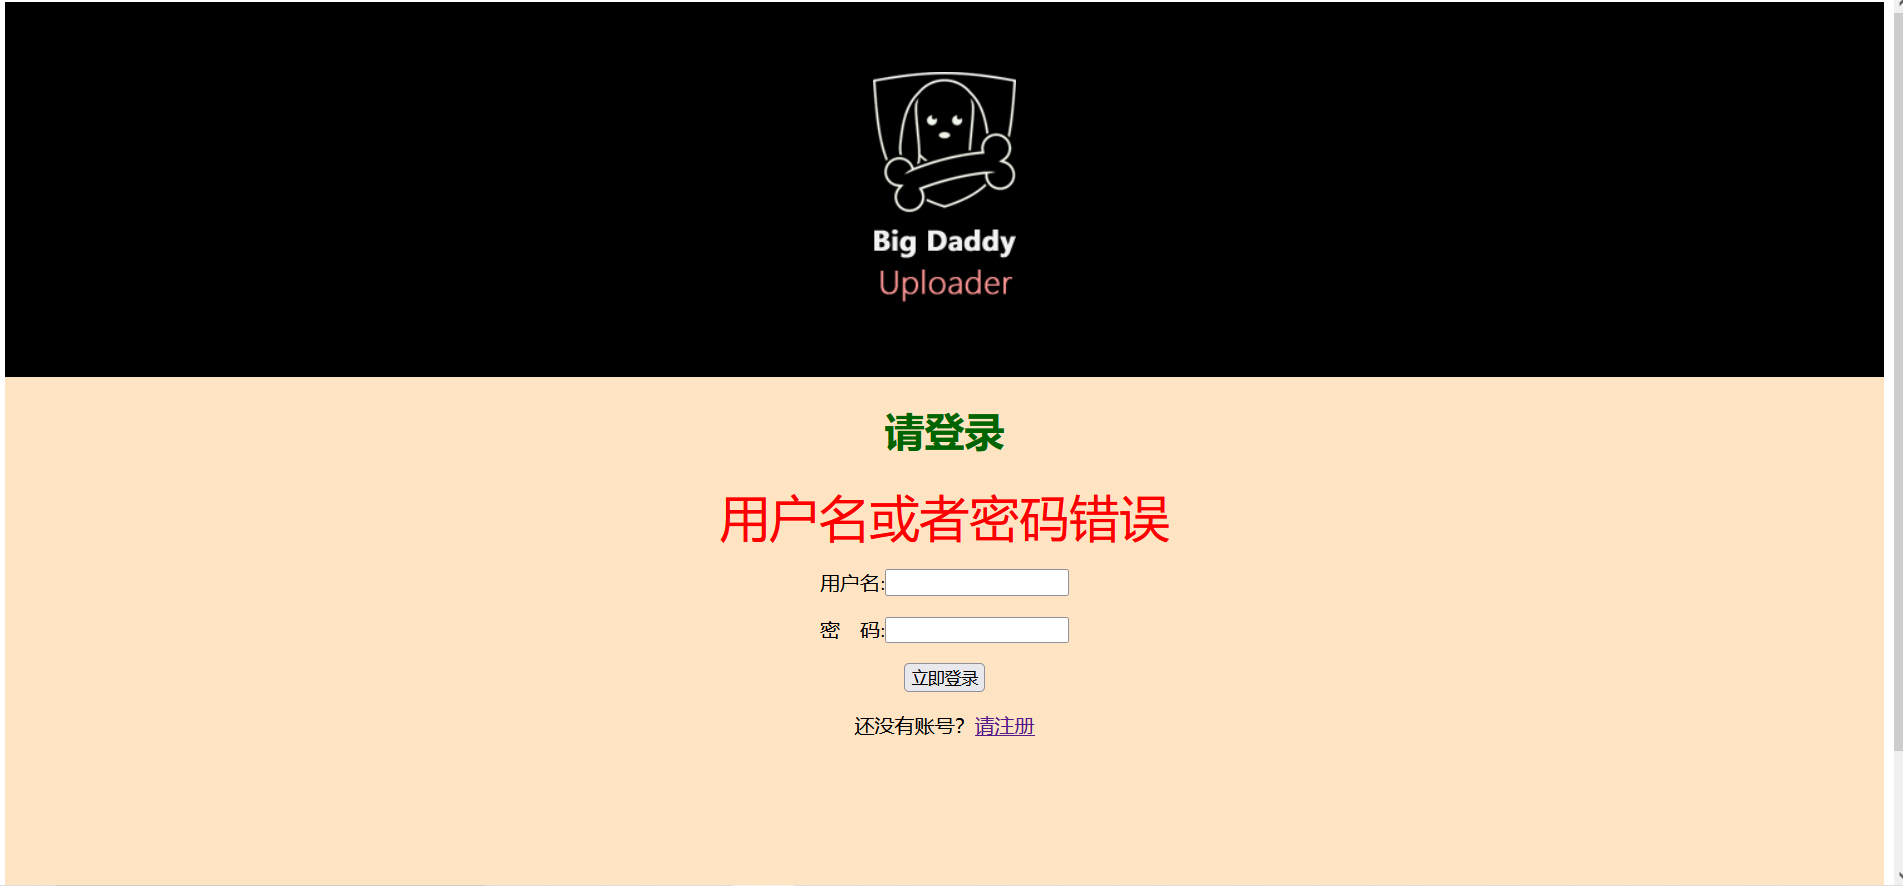 Big Daddy
Uploader
请登录
用户名或者密码错误
用户名:
密　码:
立即登录
还没有账号？请注册